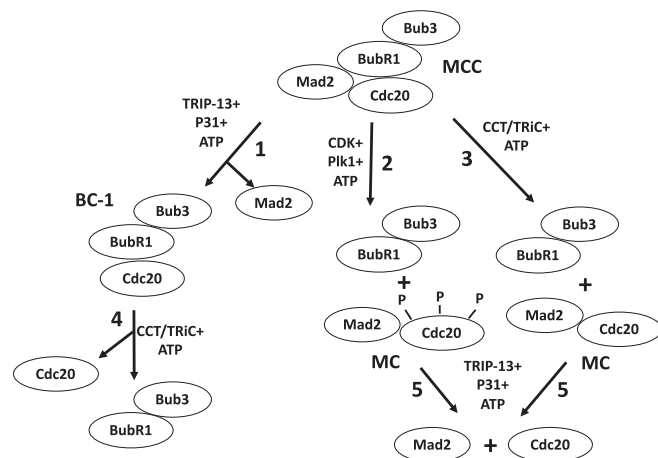 Bub3
BubR1
MCC
Mad2
Cdc20
TRIP-13+
P31+
ATP
1
CDK+
Plk1+
ATP
2
3
CCT/TRiC+
ATP
BC-1
Bub3
Mad2
BubR1
Cdc20
Bub3
BubR1
+
Bub3
BubR1
+
P
P
P
Mad2
Cdc20
MC
Mad2
Cdc20
MC
4
CCT/TRiC+
ATP
Cdc20
Bub3
BubR1
5
TRIP-13+
P31+
ATP
5
Mad2 + Cdc20